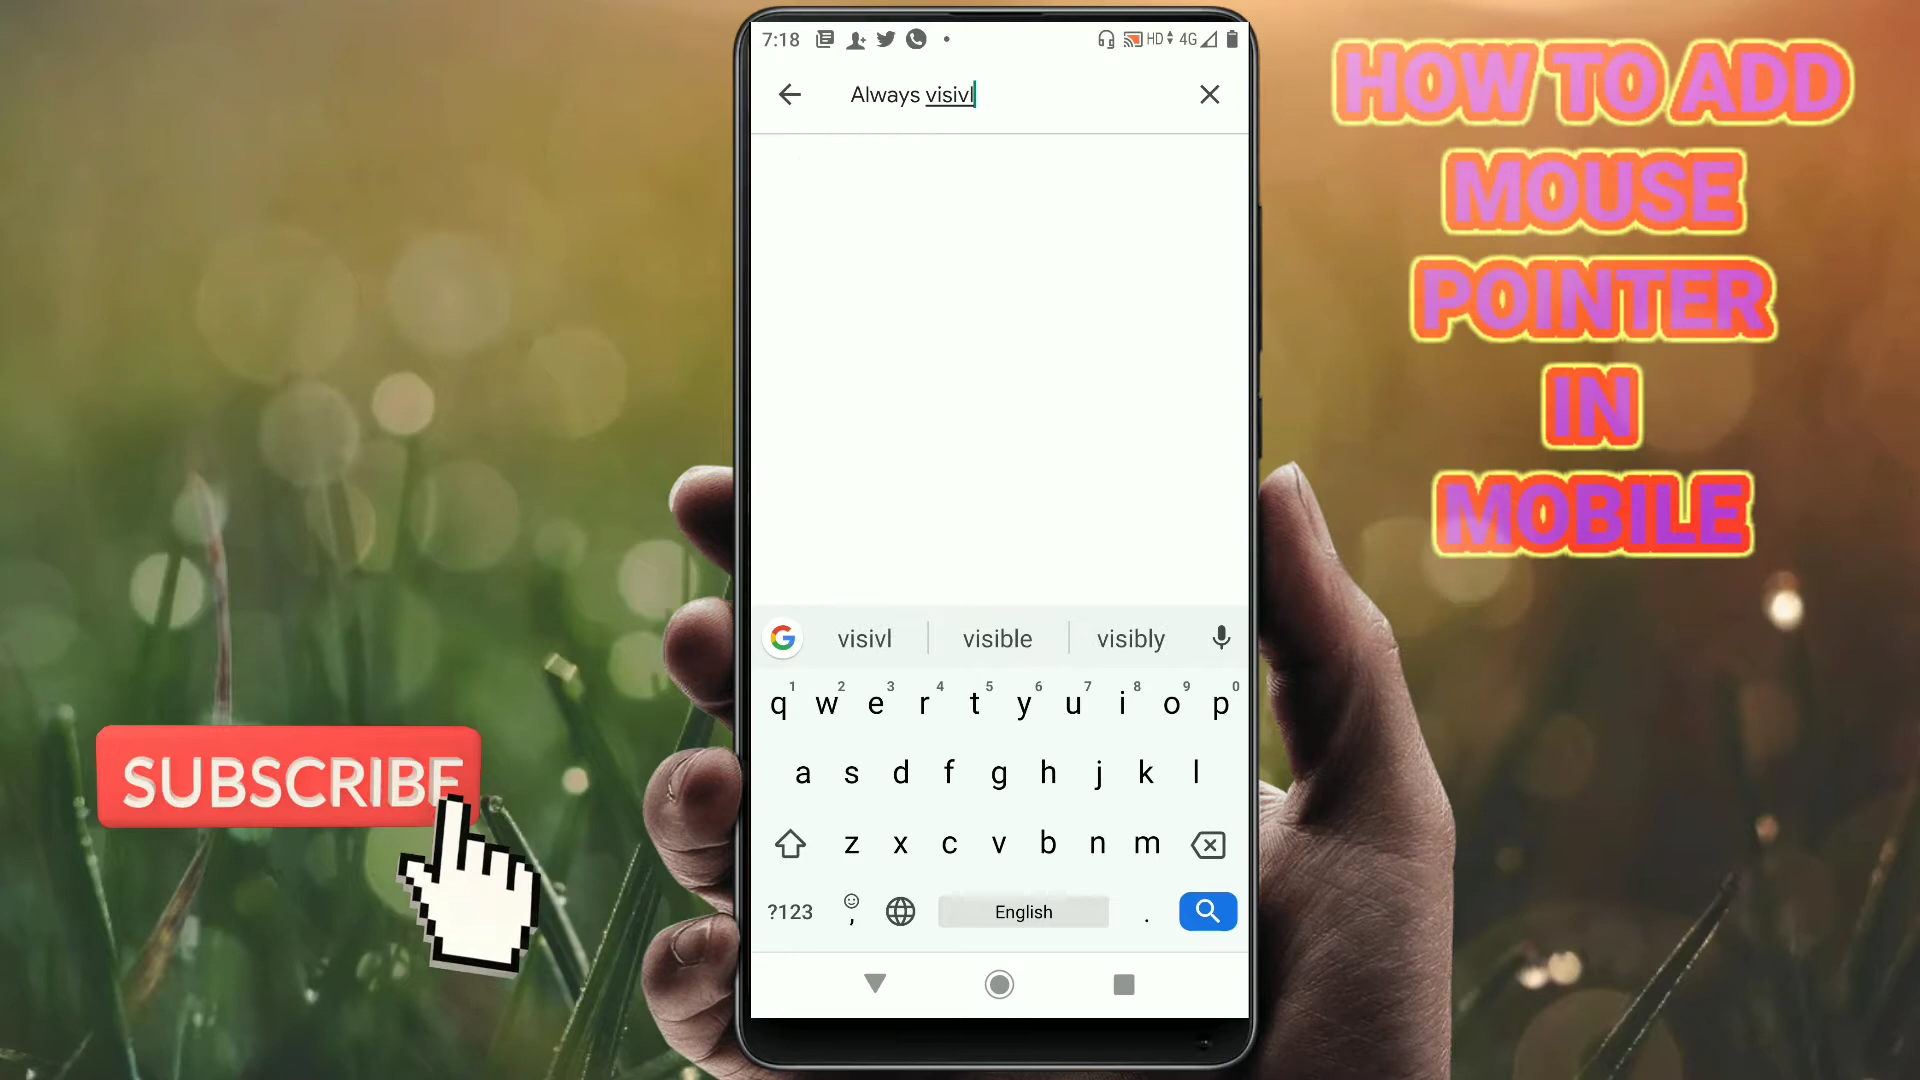 7:18 HD 4G
Always visivl
HOW TO ADD
MOUSE
POINTER
IN
MOBILE
G visivl visible visibly
1 2 3 4 5 6 7 8 9 0
q w e r t y u i o p
a s d f g h j k l
z x c v b n m
?123 , English .
SUBSCRIBE